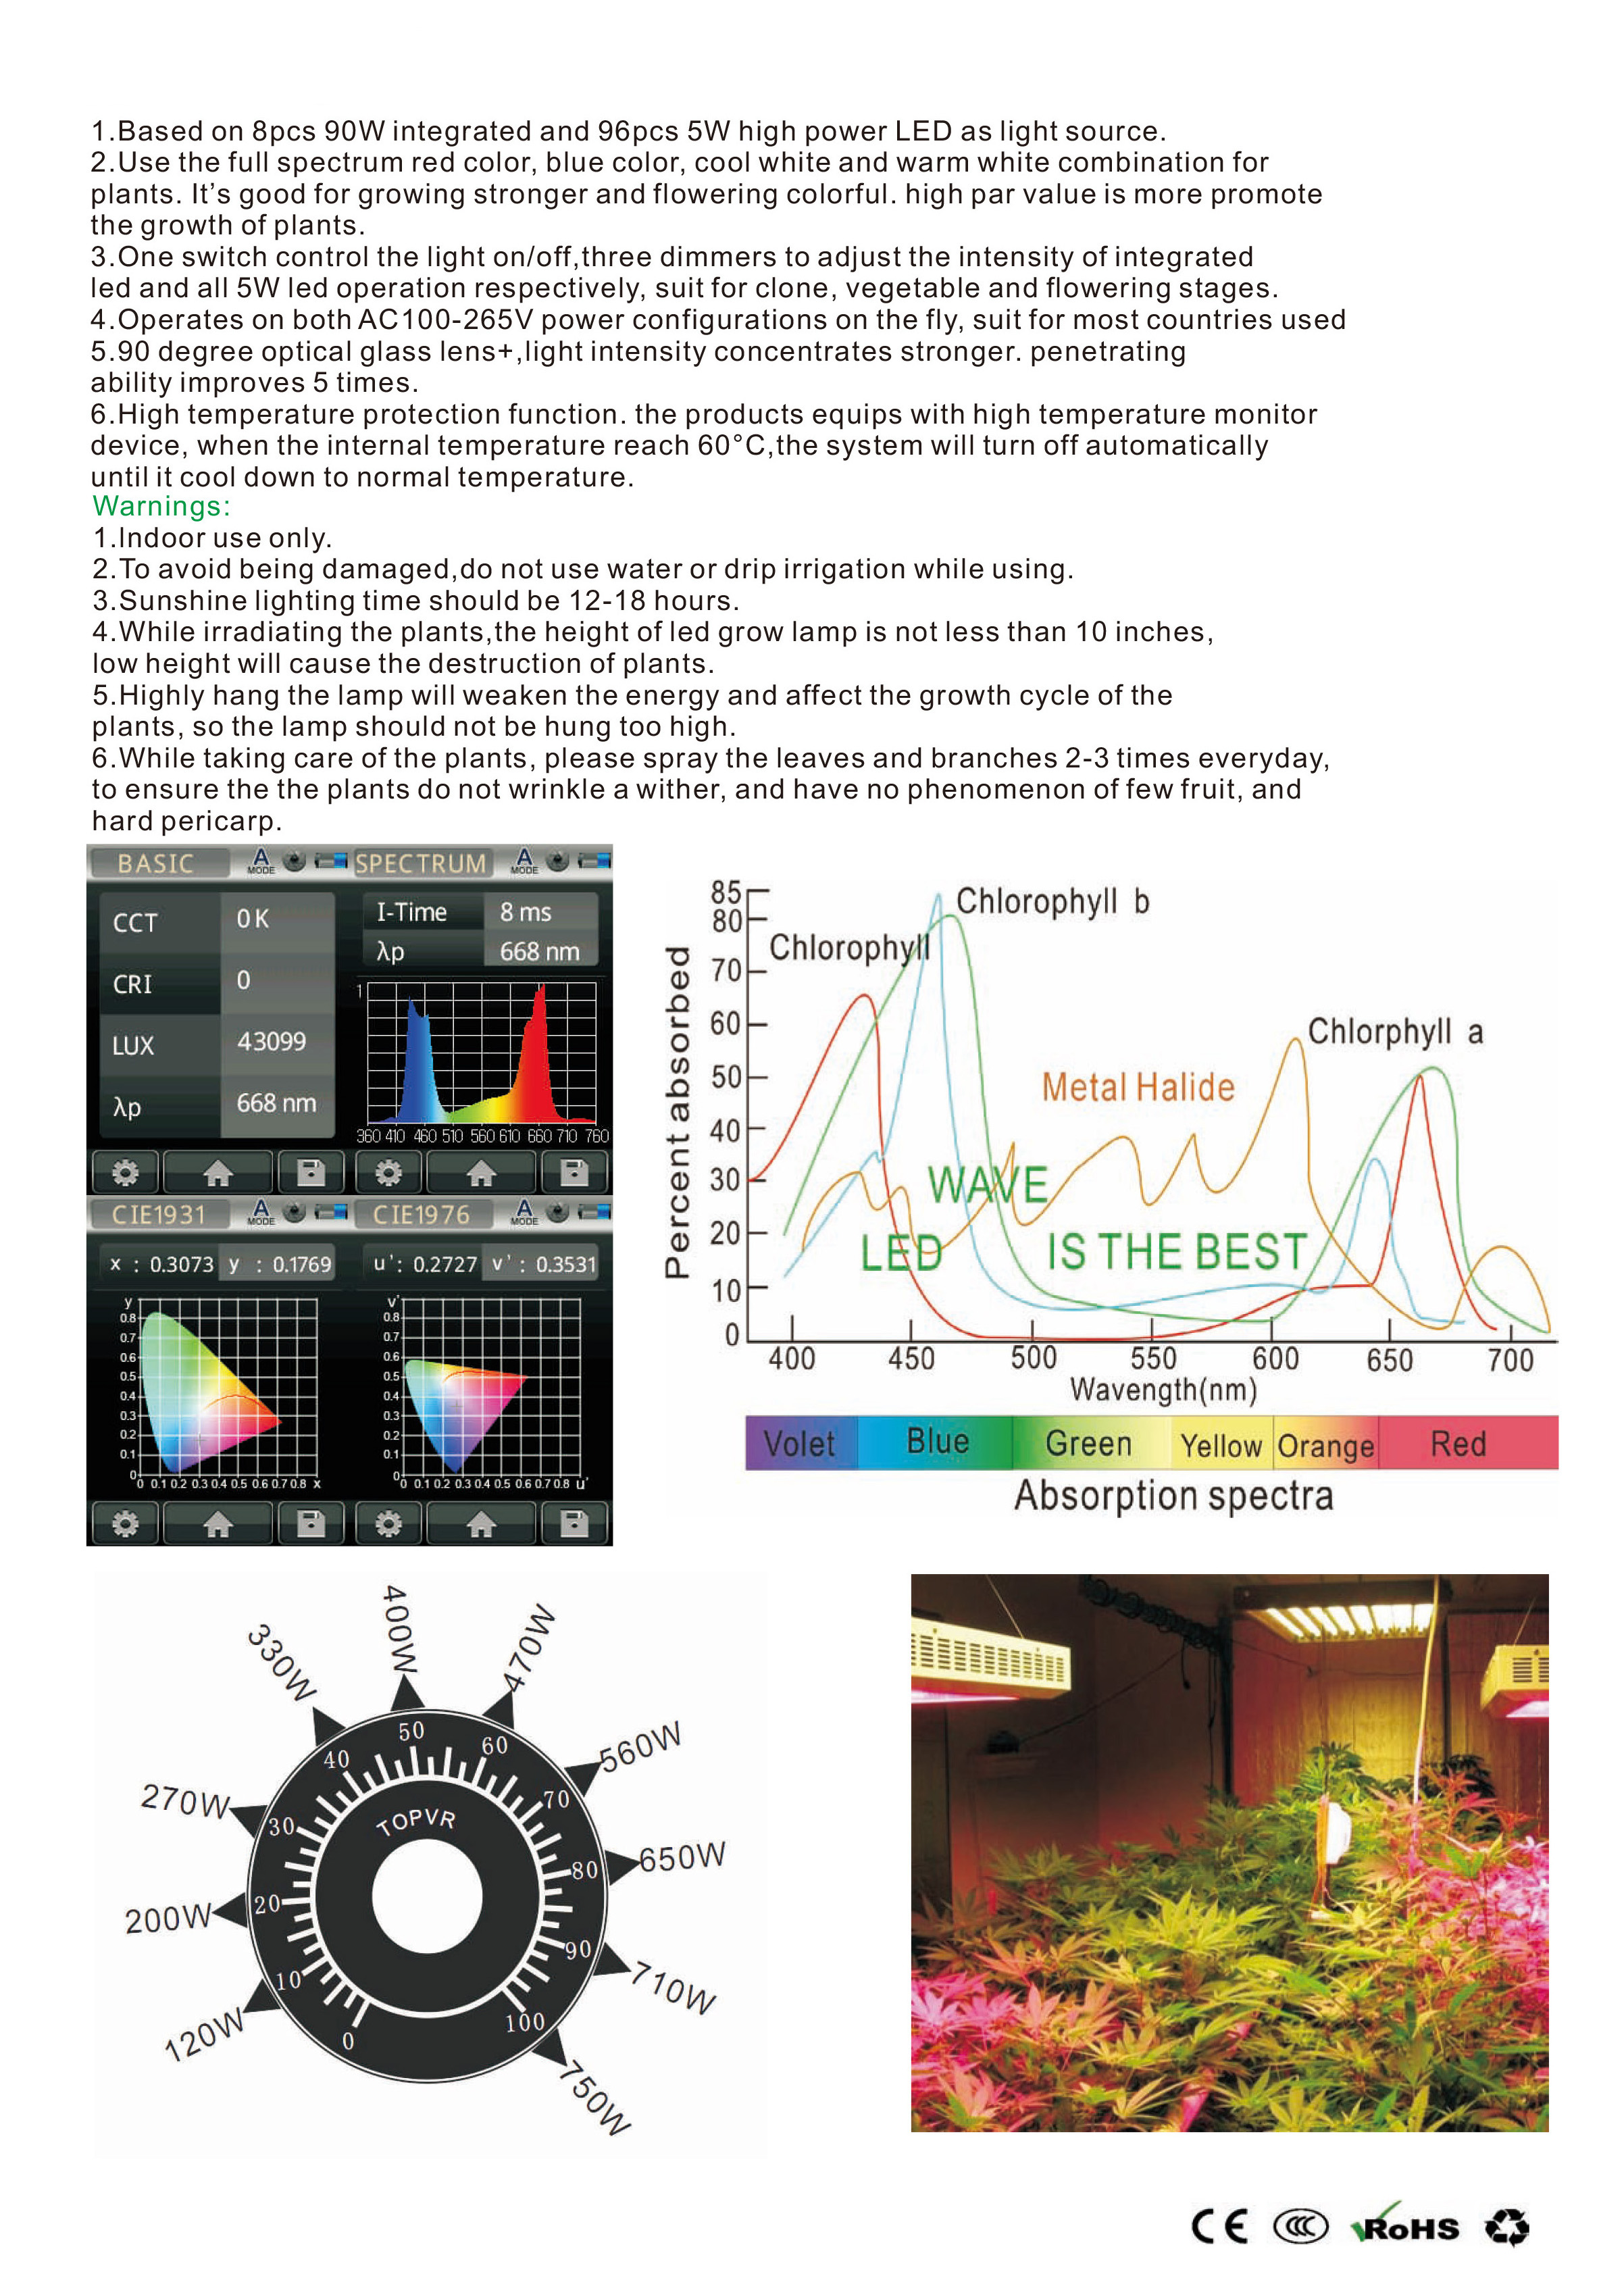 1.Based on 8pcs 90W integrated and 96pcs 5W high power LED as light source.
2.Use the full spectrum red color, blue color, cool white and warm white combination for
plants. It’s good for growing stronger and flowering colorful. high par value is more promote
the growth of plants.
3.One switch control the light on/off,three dimmers to adjust the intensity of integrated
led and all 5W led operation respectively, suit for clone, vegetable and flowering stages.
4.Operates on both AC100-265V power configurations on the fly, suit for most countries used
5.90 degree optical glass lens+,light intensity concentrates stronger. penetrating
ability improves 5 times.
6.High temperature protection function. the products equips with high temperature monitor
device, when the internal temperature reach 60°C,the system will turn off automatically
until it cool down to normal temperature.
Warnings:
1.Indoor use only.
2.To avoid being damaged,do not use water or drip irrigation while using.
3.Sunshine lighting time should be 12-18 hours.
4.While irradiating the plants,the height of led grow lamp is not less than 10 inches,
low height will cause the destruction of plants.
5.Highly hang the lamp will weaken the energy and affect the growth cycle of the
plants, so the lamp should not be hung too high.
6.While taking care of the plants, please spray the leaves and branches 2-3 times everyday,
to ensure the the plants do not wrinkle a wither, and have no phenomenon of few fruit, and
hard pericarp.
BASIC A MODE
CCT 0 K
CRI 0
LUX 43099
λp 668 nm
SPECTRUM A MODE
I-Time 8 ms
λp 668 nm
1
360 410 460 510 560 610 660 710 760
CIE1931 A MODE
x : 0.3073 y : 0.1769
y
0.8
0.7
0.6
0.5
0.4
0.3
0.2
0.1
0
0 0.1 0.2 0.3 0.4 0.5 0.6 0.7 0.8 x
CIE1976 A MODE
u' : 0.2727 v' : 0.3531
v'
0.8
0.7
0.6
0.5
0.4
0.3
0.2
0.1
0
0 0.1 0.2 0.3 0.4 0.5 0.6 0.7 0.8 u'
Percent absorbed
85
80
70
60
50
40
30
20
10
0
Chlorophyll b
Chlorophyll
Chlorphyll a
Metal Halide
WAVE
LED IS THE BEST
400 450 500 550 600 650 700
Wavength(nm)
Volet Blue Green Yellow Orange Red
Absorption spectra
120W
200W
270W
330W
400W
470W
560W
650W
710W
750W
0
10
20
30
40
50
60
70
80
90
100
TOPVR
CE CCC RoHS